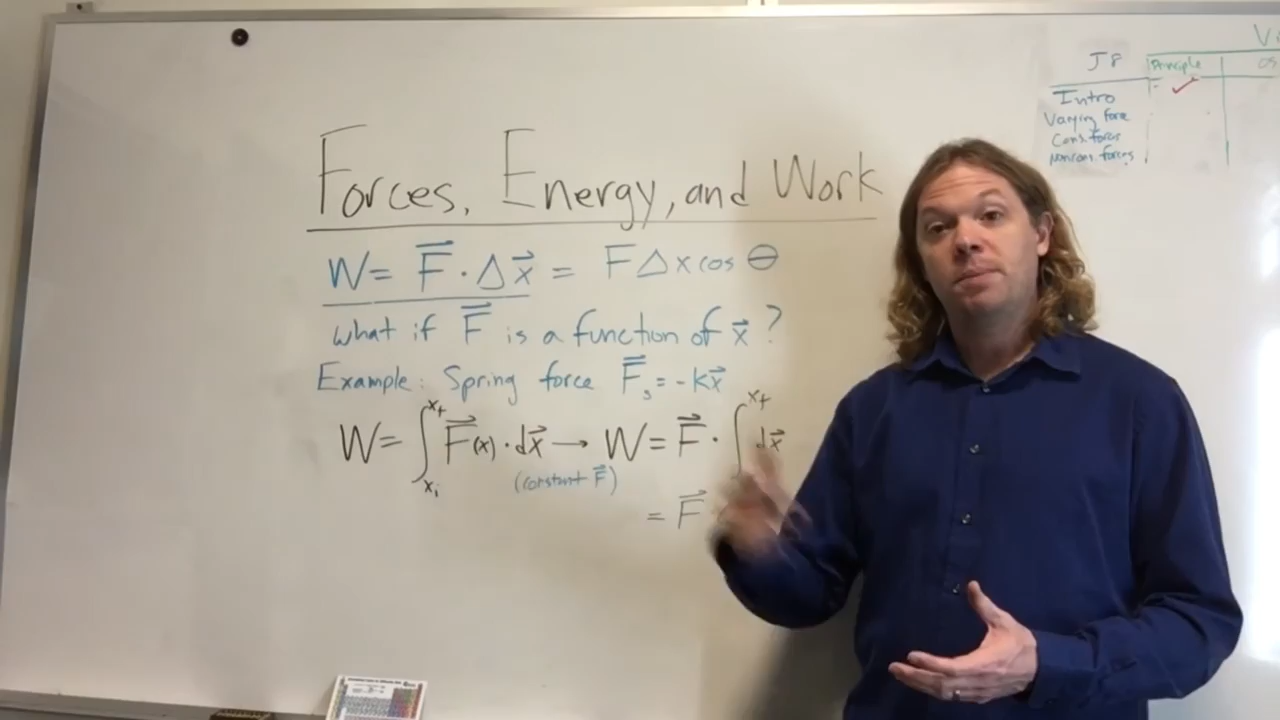 Forces, Energy, and Work
W= F⃗ · Δx⃗ = FΔx cos θ
what if F⃗ is a function of x⃗ ?
Example: Spring force F⃗s = -kx⃗
W= ∫ xi xf F⃗(x) · dx⃗ → W = F⃗ · ∫ xf dx⃗
(constant F⃗)
= F⃗
J8 Principle
Intro ✓
Varying force
Cons. forces
Noncons. forces